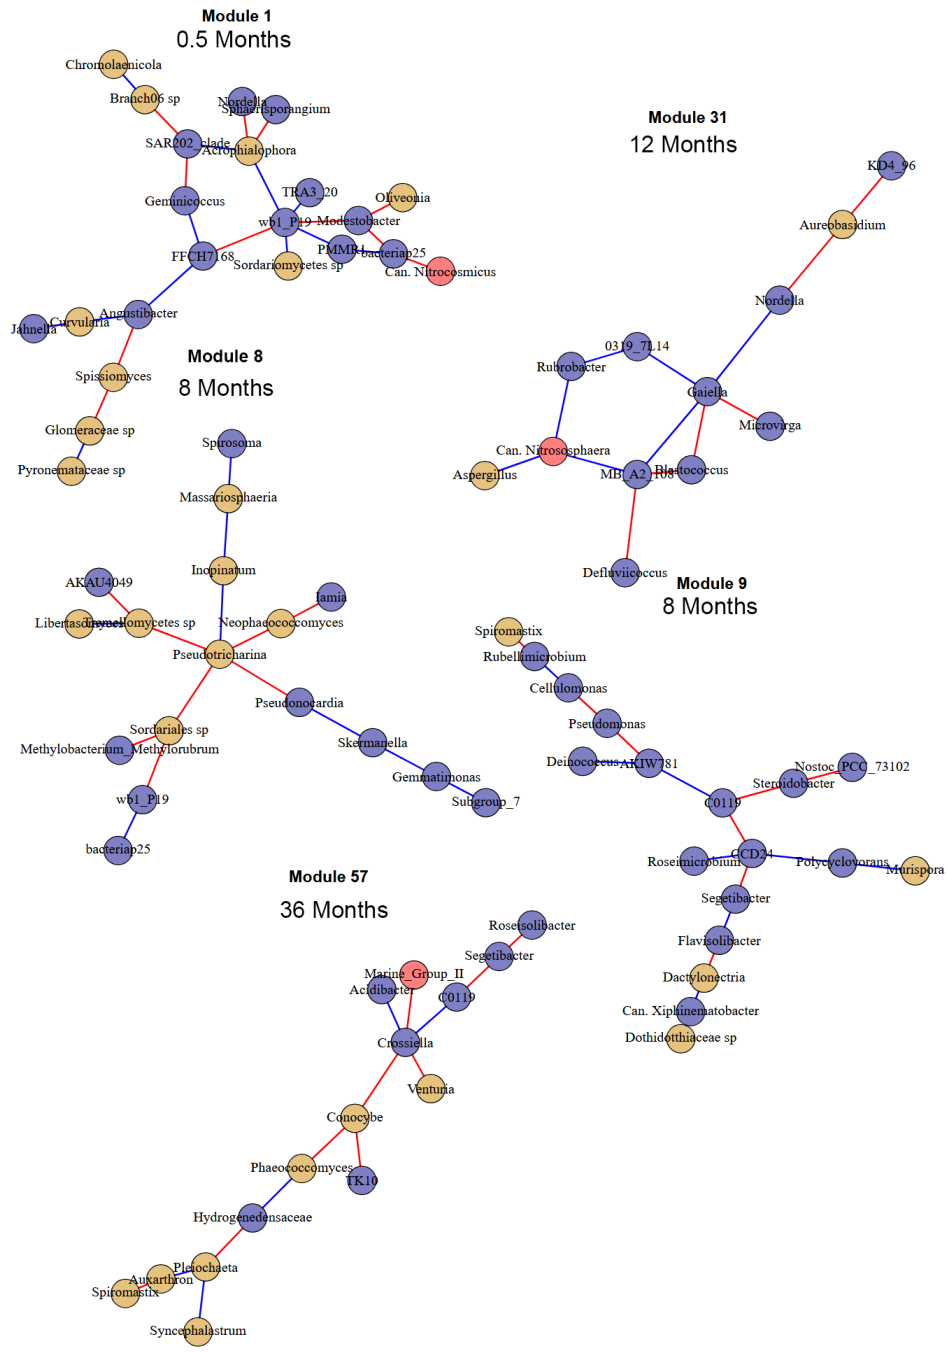 Module 1
0.5 Months
Chromolaenicola
Branch06 sp
Nordella
Sphaerisporangium
SAR202_clade
Acrophialophora
Geminicoccus
TRA3_20
Oliveonia
wb1_P19
Modestobacter
FFCH7168
PMMR1
bacteriap25
Sordariomycetes sp
Can. Nitrocosmicus
Angustibacter
Jahnella
Curvularia
Spissiomyces
Glomeraceae sp
Pyronemataceae sp
Module 31
12 Months
KD4_96
Aureobasidium
Nordella
0319_7L14
Rubrobacter
Gaiella
Microvirga
Can. Nitrososphaera
Aspergillus
MB_A2_108
Blastococcus
Defluviicoccus
Module 8
8 Months
Spirosoma
Massariosphaeria
Inopinatum
AKAU4049
Iamia
Neophaeococcomyces
Pseudotricharina
Pseudonocardia
Sordariales sp
Methylobacterium_Methylorubrum
Skermanella
Gemmatimonas
Subgroup_7
wb1_P19
bacteriap25
Module 9
8 Months
Spiromastix
Rubellimicrobium
Cellulomonas
Pseudomonas
Deinococcus
AKIW781
Nostoc_PCC_73102
Steroidobacter
C0119
CCD24
Roseimicrobium
Polycyclovorans
Murispora
Segetibacter
Flavisolibacter
Dactylonectria
Can. Xiphinematobacter
Dothidotthiaceae sp
Module 57
36 Months
Roseisolibacter
Segetibacter
Marine_Group_II
Acidibacter
C0119
Crossiella
Venturia
Conocybe
Phaeococcomyces
TK10
Hydrogenedensaceae
Pleiochaeta
Auxarthron
Spiromastix
Syncephalastrum